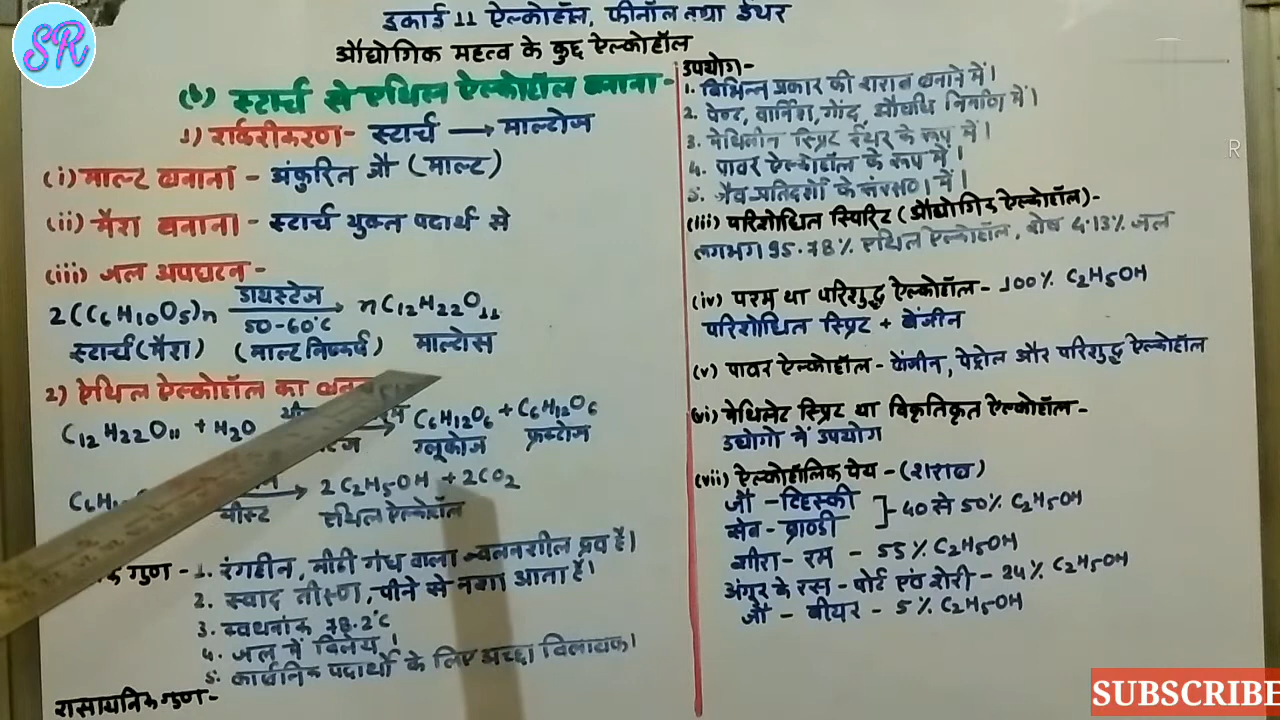 SR
इकाई 11 ऐल्कोहॉल, फीनॉल तथा ईथर
औद्योगिक महत्व के कुछ ऐल्कोहॉल
(b) स्टार्च से एथिल ऐल्कोहॉल बनाना-
1) शर्करीकरण- स्टार्च → माल्टोज
(i) माल्ट बनाना - अंकुरित जौ (माल्ट)
(ii) मैश बनाना - स्टार्च युक्त पदार्थ से
(iii) जल अपघटन -
डायस्टेज
2(C6H10O5)n → nC12H22O11
50-60°C
स्टार्च (मैश) (माल्ट निष्कर्ष) माल्टोस
2) एथिल ऐल्कोहॉल का
C12H22O11 + H2O → C6H12O6 + C6H12O6
ग्लूकोज फ्रक्टोज
→ 2C2H5OH + 2CO2
यीस्ट एथिल ऐल्कोहॉल
गुण - 1. रंगहीन, मीठी गंध वाला ज्वलनशील द्रव है।
2. स्वाद तीक्ष्ण, पीने से नशा आता है।
3. क्वथनांक 78.2°C
4. जल में विलेय।
5. कार्बनिक पदार्थों के लिए अच्छा विलायक।
रासायनिक गुण-
उपयोग-
1. विभिन्न प्रकार की शराब बनाने में।
2. पेन्ट, वार्निश, गोंद, औषधि निर्माण में।
3. मेथिलीन स्प्रिट ईंधर के रूप में।
4. पावर ऐल्कोहॉल के रूप में।
5. जैव प्रतिदर्शो के संरक्षण में।
(iii) परिशोधित स्पिरिट (औद्योगिक ऐल्कोहॉल)-
लगभग 95.78% एथिल ऐल्कोहॉल, शेष 4.13% जल
(iv) परम या परिशुद्ध ऐल्कोहॉल - 100% C2H5OH
परिशोधित स्प्रिट + बेंजीन
(v) पावर ऐल्कोहॉल - बेंजीन, पेट्रोल और परिशुद्ध ऐल्कोहॉल
(vi) मेथिलेट स्प्रिट या विकृतिकृत ऐल्कोहॉल-
उद्योगो में उपयोग
(vii) ऐल्कोहॉलिक पेय - (शराब)
जौ - व्हिस्की
सेब - ब्राण्डी } - 40 से 50% C2H5OH
शीरा - रम - 55% C2H5OH
अंगूर के रस - पोर्ट एवं शेरी - 24% C2H5OH
जौ - बीयर - 5% C2H5OH
R
SUBSCRIBE